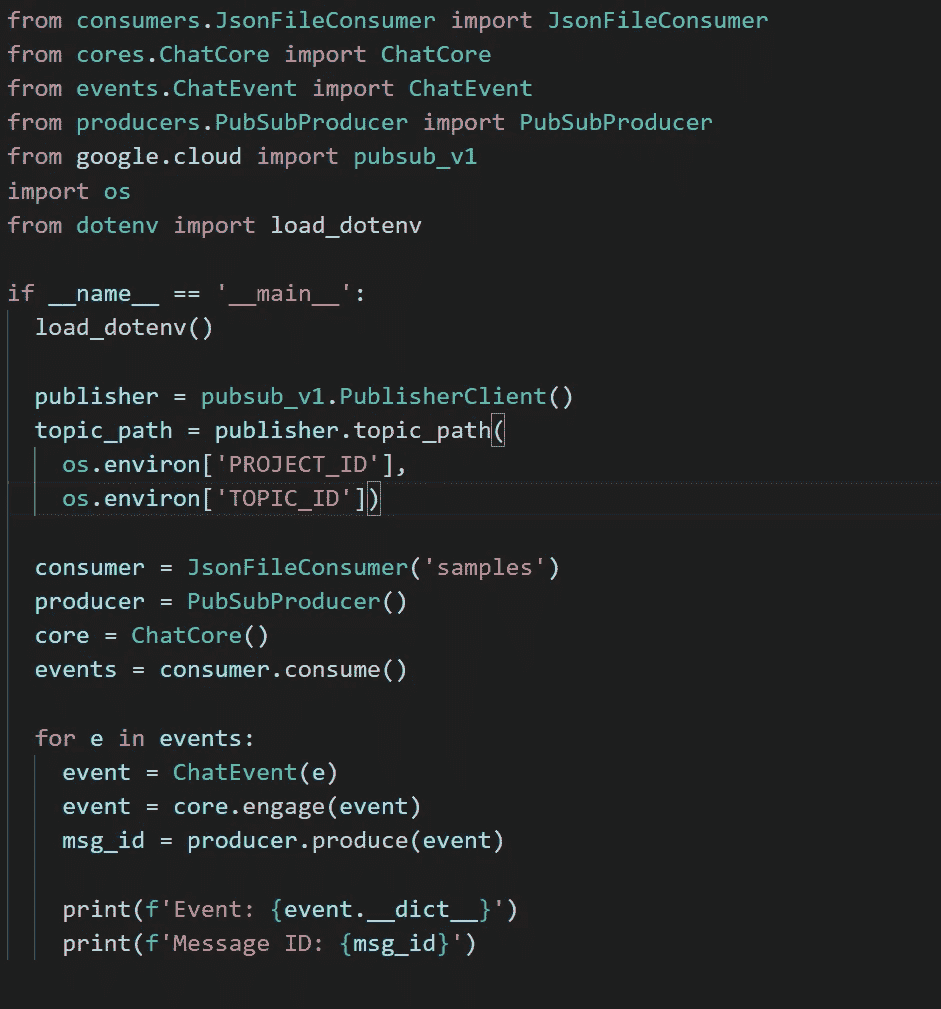 from consumers.JsonFileConsumer import JsonFileConsumer
from cores.ChatCore import ChatCore
from events.ChatEvent import ChatEvent
from producers.PubSubProducer import PubSubProducer
from google.cloud import pubsub_v1
import os
from dotenv import load_dotenv

if __name__ == '__main__':
  load_dotenv()

  publisher = pubsub_v1.PublisherClient()
  topic_path = publisher.topic_path(
    os.environ['PROJECT_ID'],
    os.environ['TOPIC_ID'])

  consumer = JsonFileConsumer('samples')
  producer = PubSubProducer()
  core = ChatCore()
  events = consumer.consume()

  for e in events:
    event = ChatEvent(e)
    event = core.engage(event)
    msg_id = producer.produce(event)

    print(f'Event: {event.__dict__}')
    print(f'Message ID: {msg_id}')